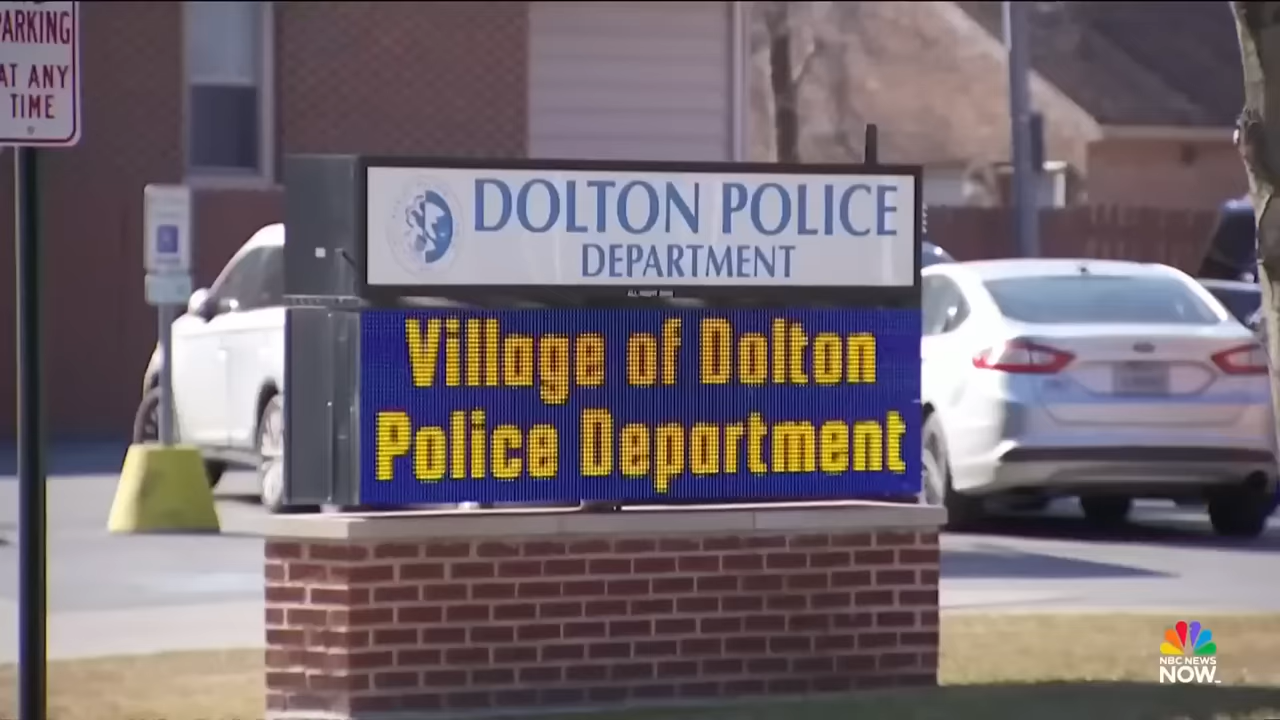 PARKING
AT ANY
TIME
DOLTON POLICE
DEPARTMENT
Village of Dolton
Police Department
NBC NEWS
NOW